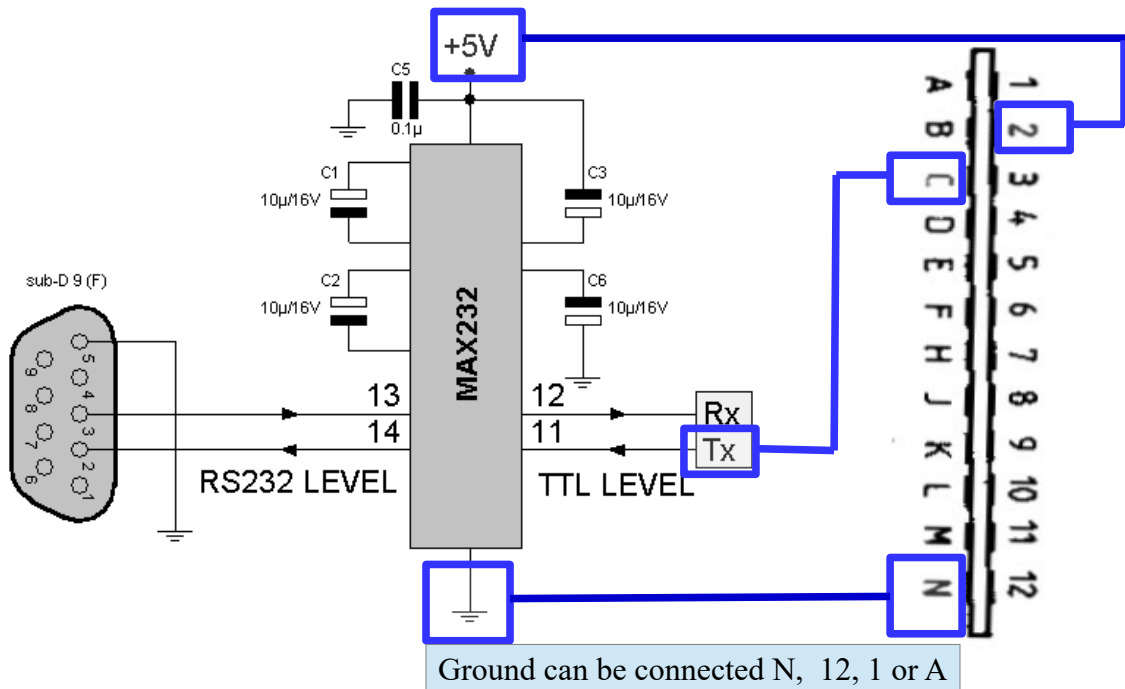 +5V
C5
0.1µ
C1
10µ/16V
C3
10µ/16V
C2
10µ/16V
C6
10µ/16V
MAX232
sub-D 9 (F)
5
9
4
8
3
7
2
6
1
13
12
Rx
14
11
Tx
RS232 LEVEL
TTL LEVEL
A 1
B 2
C 3
D 4
E 5
F 6
H 7
J 8
K 9
L 10
M 11
N 12
Ground can be connected N, 12, 1 or A